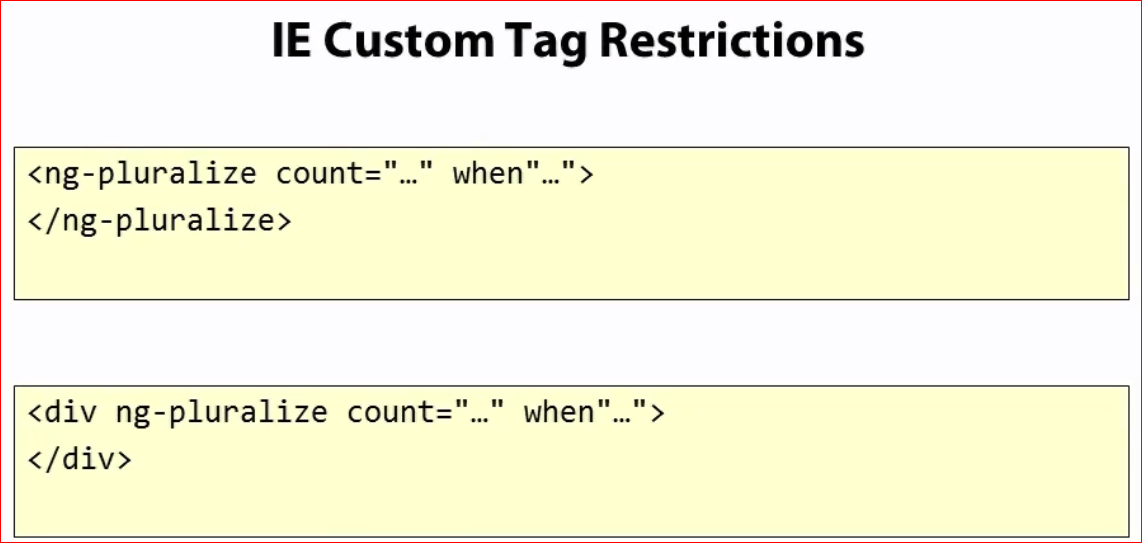 IE Custom Tag Restrictions
<ng-pluralize count="…" when"…">
</ng-pluralize>
<div ng-pluralize count="…" when"…">
</div>